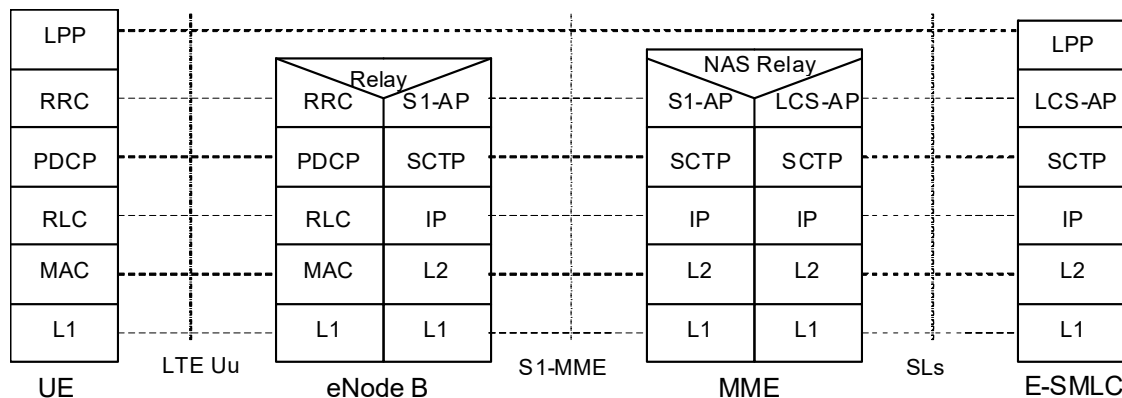 LPP
LPP
Relay
NAS Relay
RRC RRC S1-AP S1-AP LCS-AP LCS-AP
PDCP PDCP SCTP SCTP SCTP SCTP
RLC RLC IP IP IP IP
MAC MAC L2 L2 L2 L2
L1 L1 L1 L1 L1 L1
LTE Uu S1-MME SLs
UE eNode B MME E-SMLC